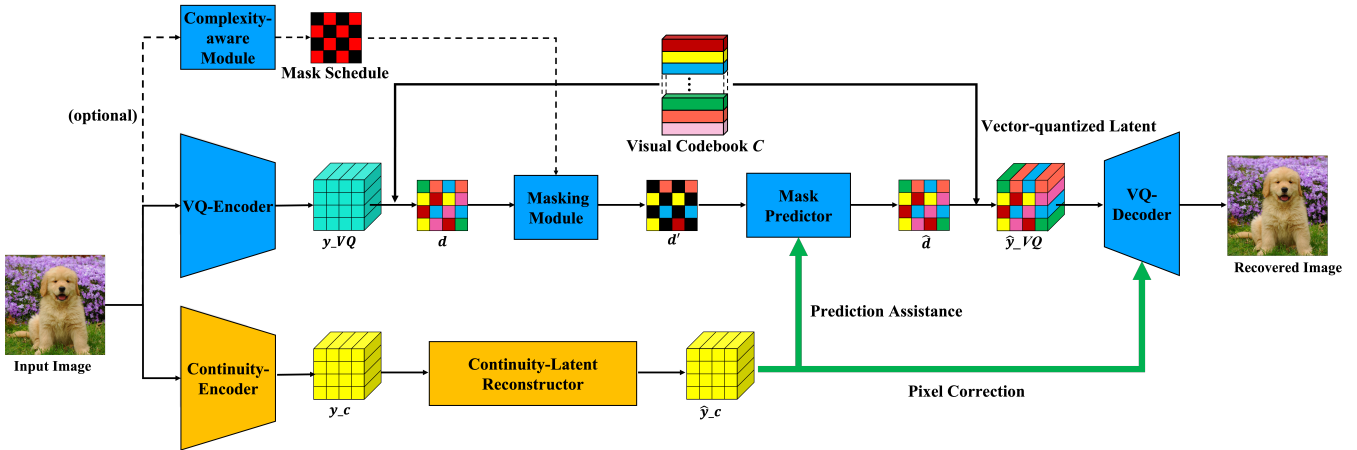 Complexity-
aware
Module
Mask Schedule
(optional)
Visual Codebook C
Vector-quantized Latent
VQ-Encoder
y_VQ
d
Masking
Module
d′
Mask
Predictor
d̂
ŷ_VQ
VQ-
Decoder
Recovered Image
Input Image
Prediction Assistance
Continuity-
Encoder
y_c
Continuity-Latent
Reconstructor
ŷ_c
Pixel Correction